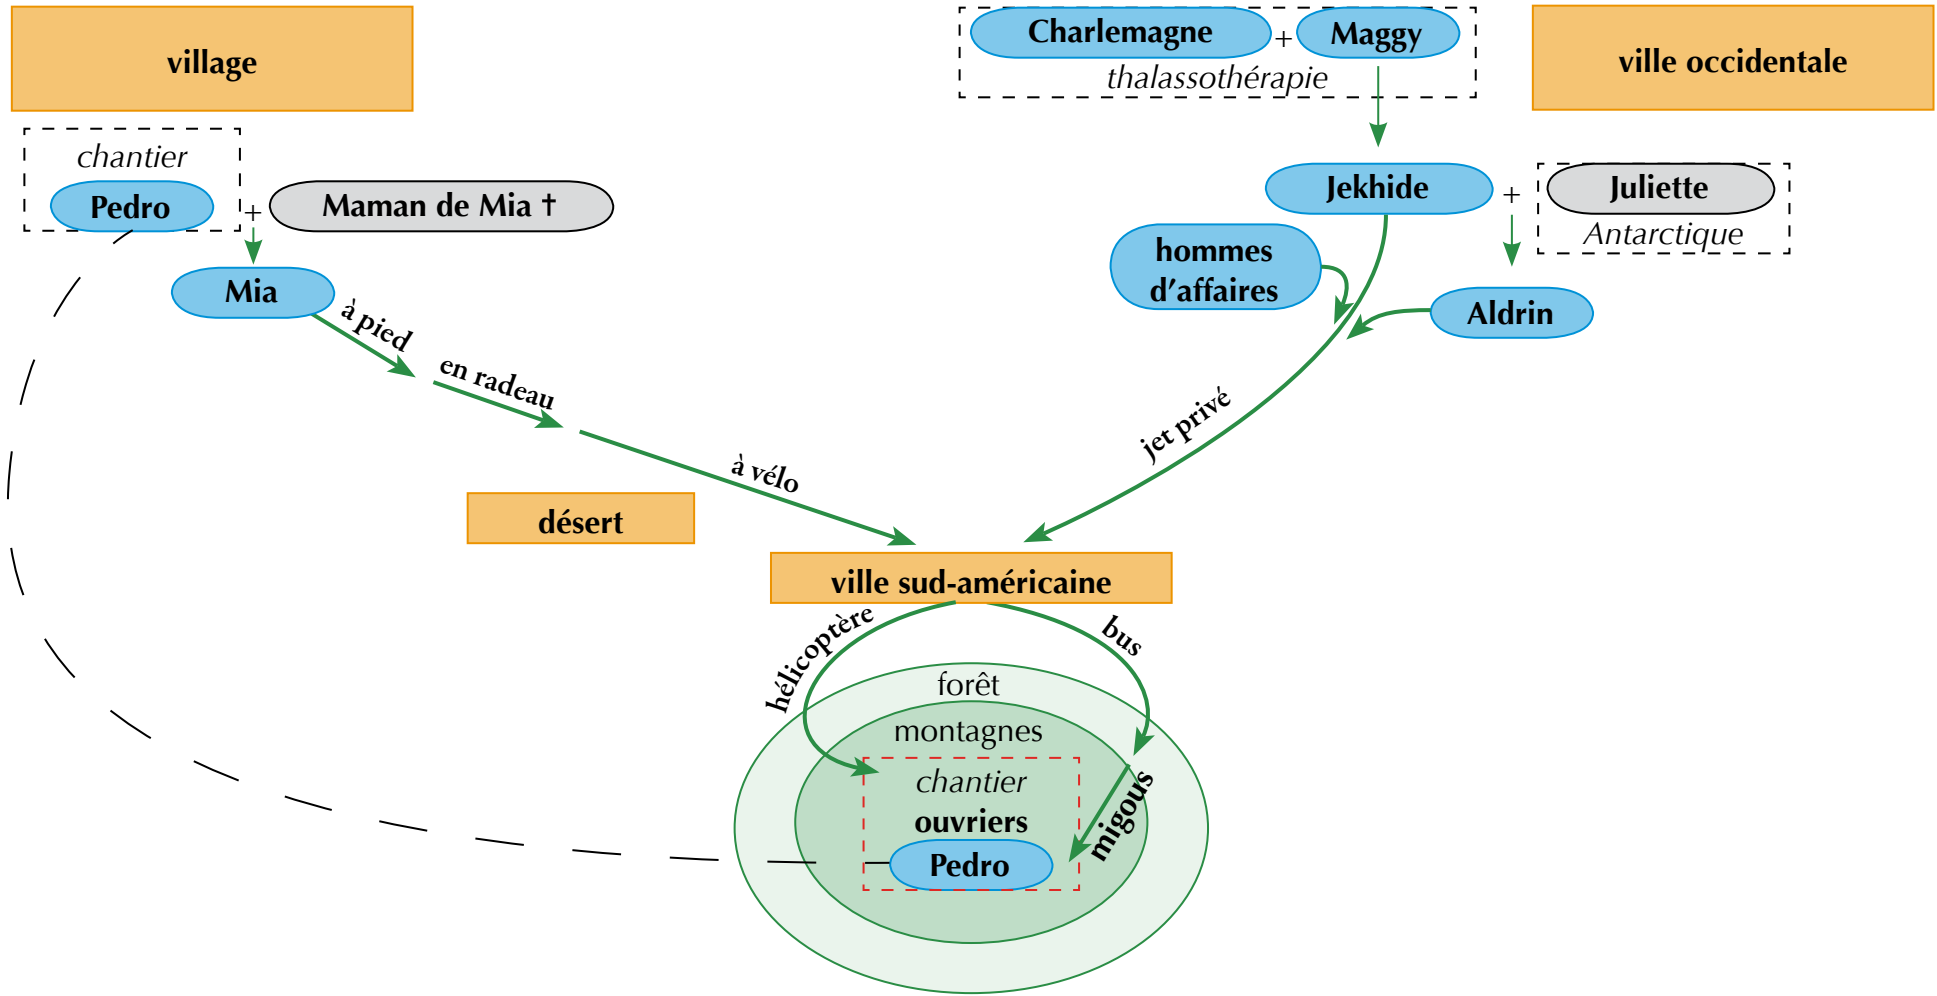 village
Charlemagne + Maggy
thalassothérapie
ville occidentale
chantier
Pedro + Maman de Mia †
Mia
Jekhide + Juliette
Antarctique
hommes
d'affaires
Aldrin
à pied
en radeau
à vélo
jet privé
désert
ville sud-américaine
hélicoptère
bus
forêt
montagnes
chantier
ouvriers
Pedro
migous